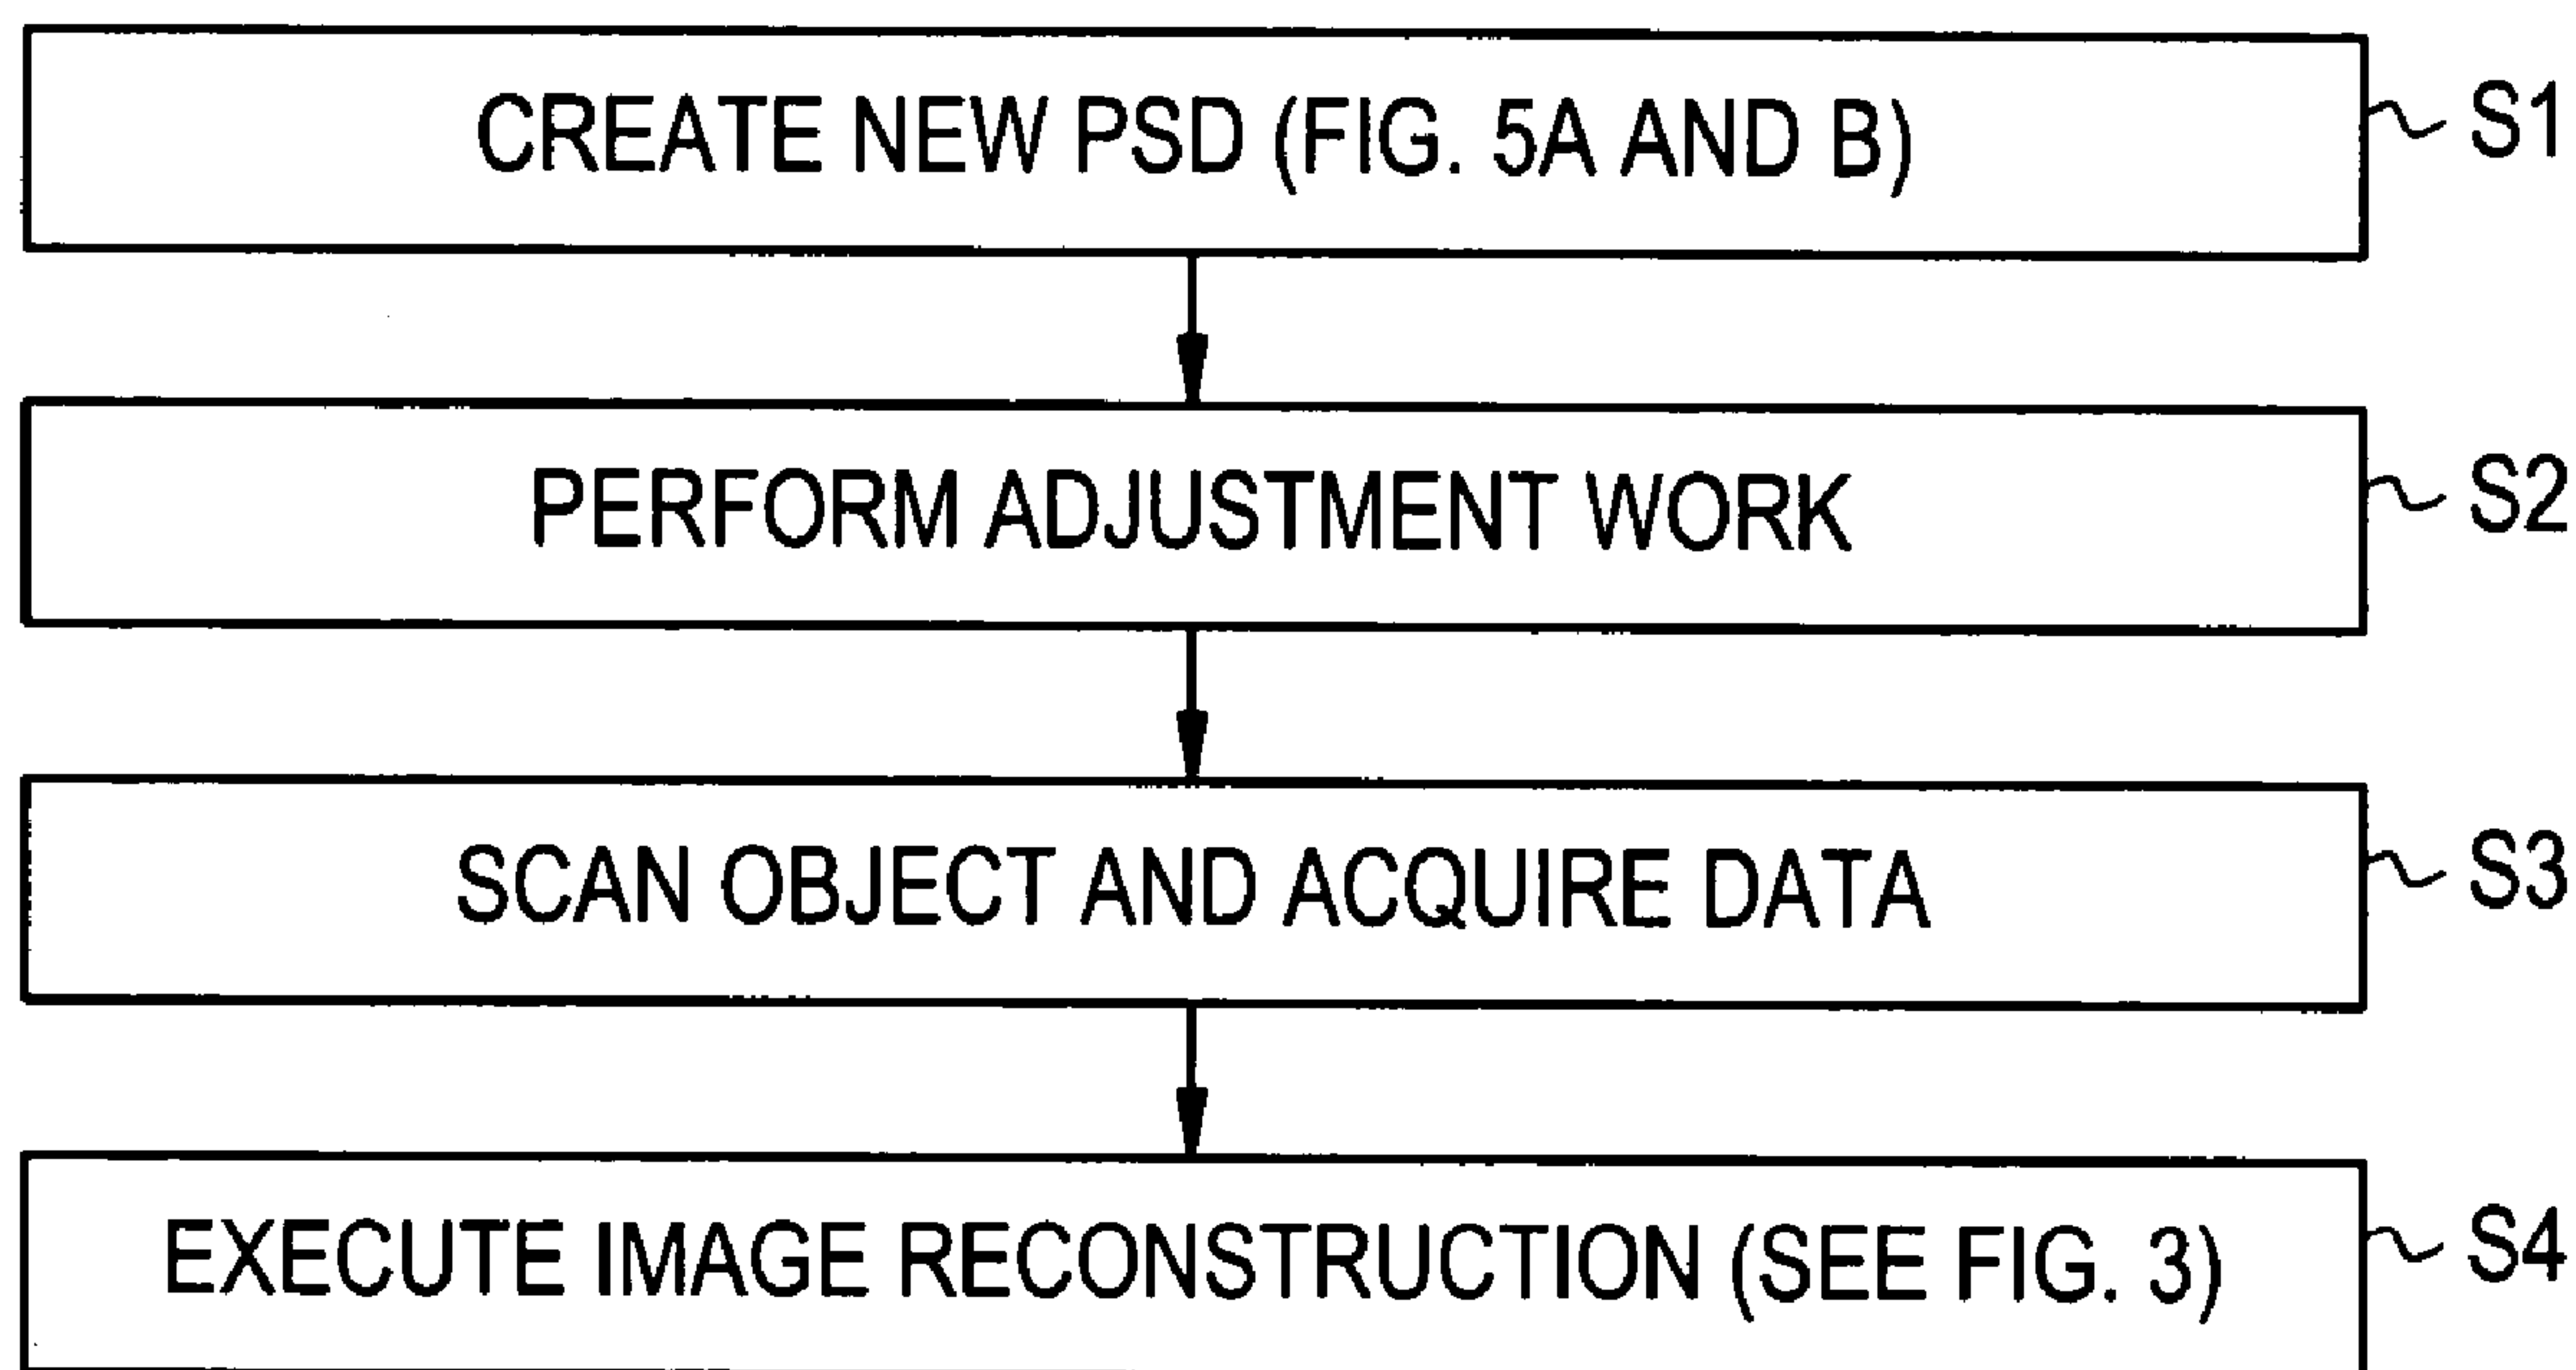 CREATE NEW PSD (FIG. 5A AND B)
S1
PERFORM ADJUSTMENT WORK
S2
SCAN OBJECT AND ACQUIRE DATA
S3
EXECUTE IMAGE RECONSTRUCTION (SEE FIG. 3)
S4